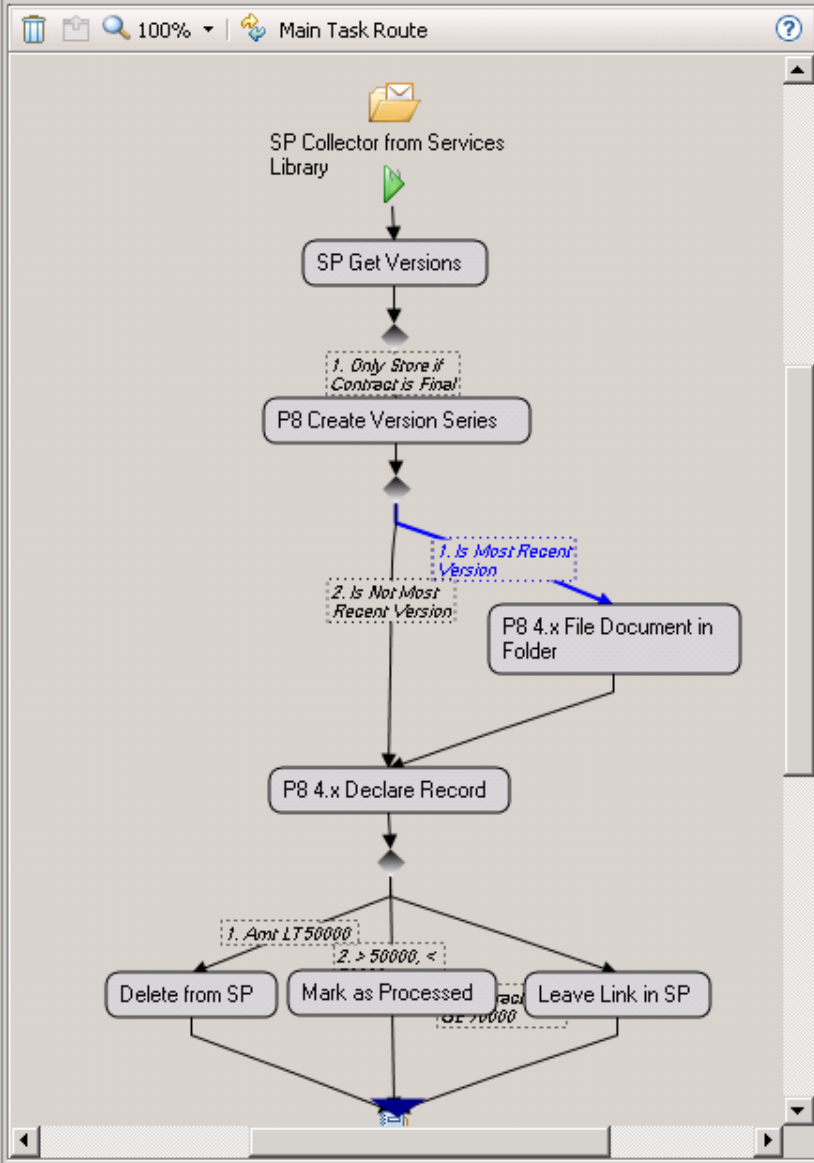 100% Main Task Route
SP Collector from Services
Library
SP Get Versions
1. Only Store if
Contract is Final
P8 Create Version Series
1. Is Most Recent
Version
2. Is Not Most
Recent Version
P8 4.x File Document in
Folder
P8 4.x Declare Record
1. Amt LT 50000
2. > 50000, <
Delete from SP
Mark as Processed
Leave Link in SP
70000